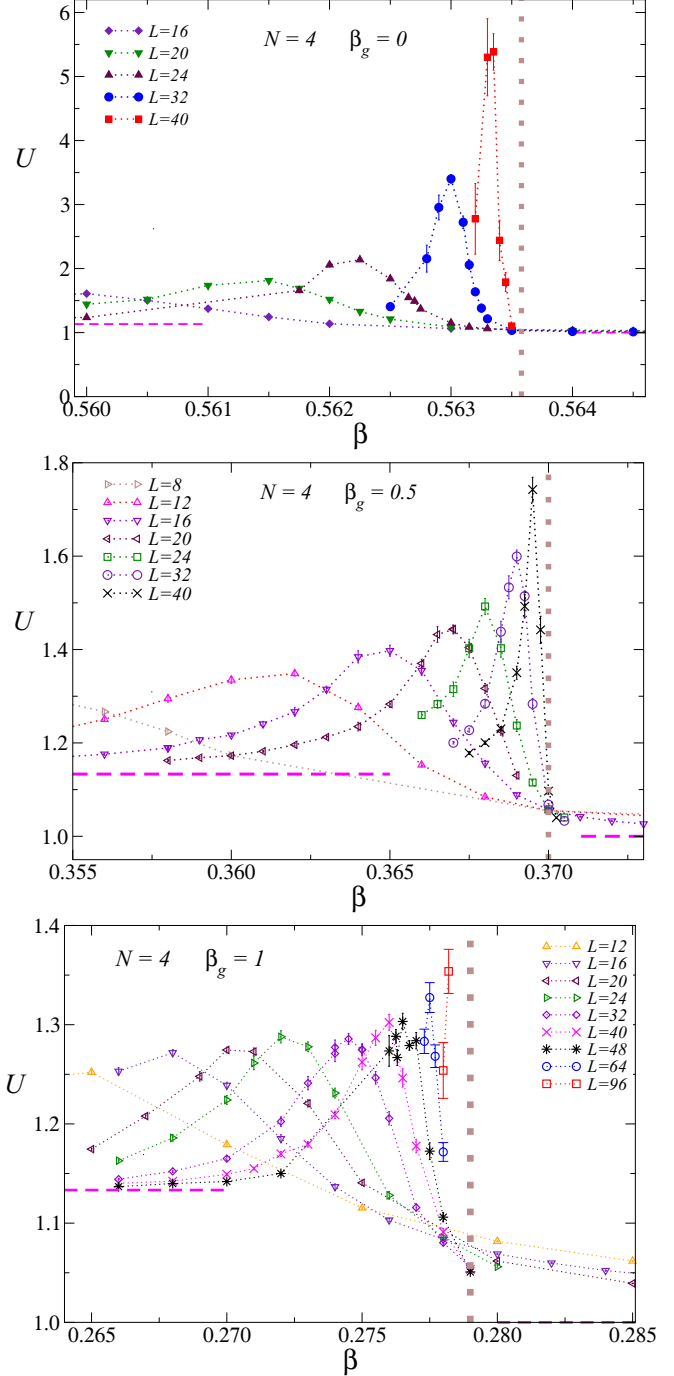 6
5
4
3
2
1
0
U
N = 4 β_g = 0
L=16
L=20
L=24
L=32
L=40
0.560 0.561 0.562 0.563 0.564
β
1.8
1.6
1.4
1.2
1.0
U
N = 4 β_g = 0.5
L=8
L=12
L=16
L=20
L=24
L=32
L=40
0.355 0.360 0.365 0.370
β
1.4
1.3
1.2
1.1
1.0
U
N = 4 β_g = 1
L=12
L=16
L=20
L=24
L=32
L=40
L=48
L=64
L=96
0.265 0.270 0.275 0.280 0.285
β